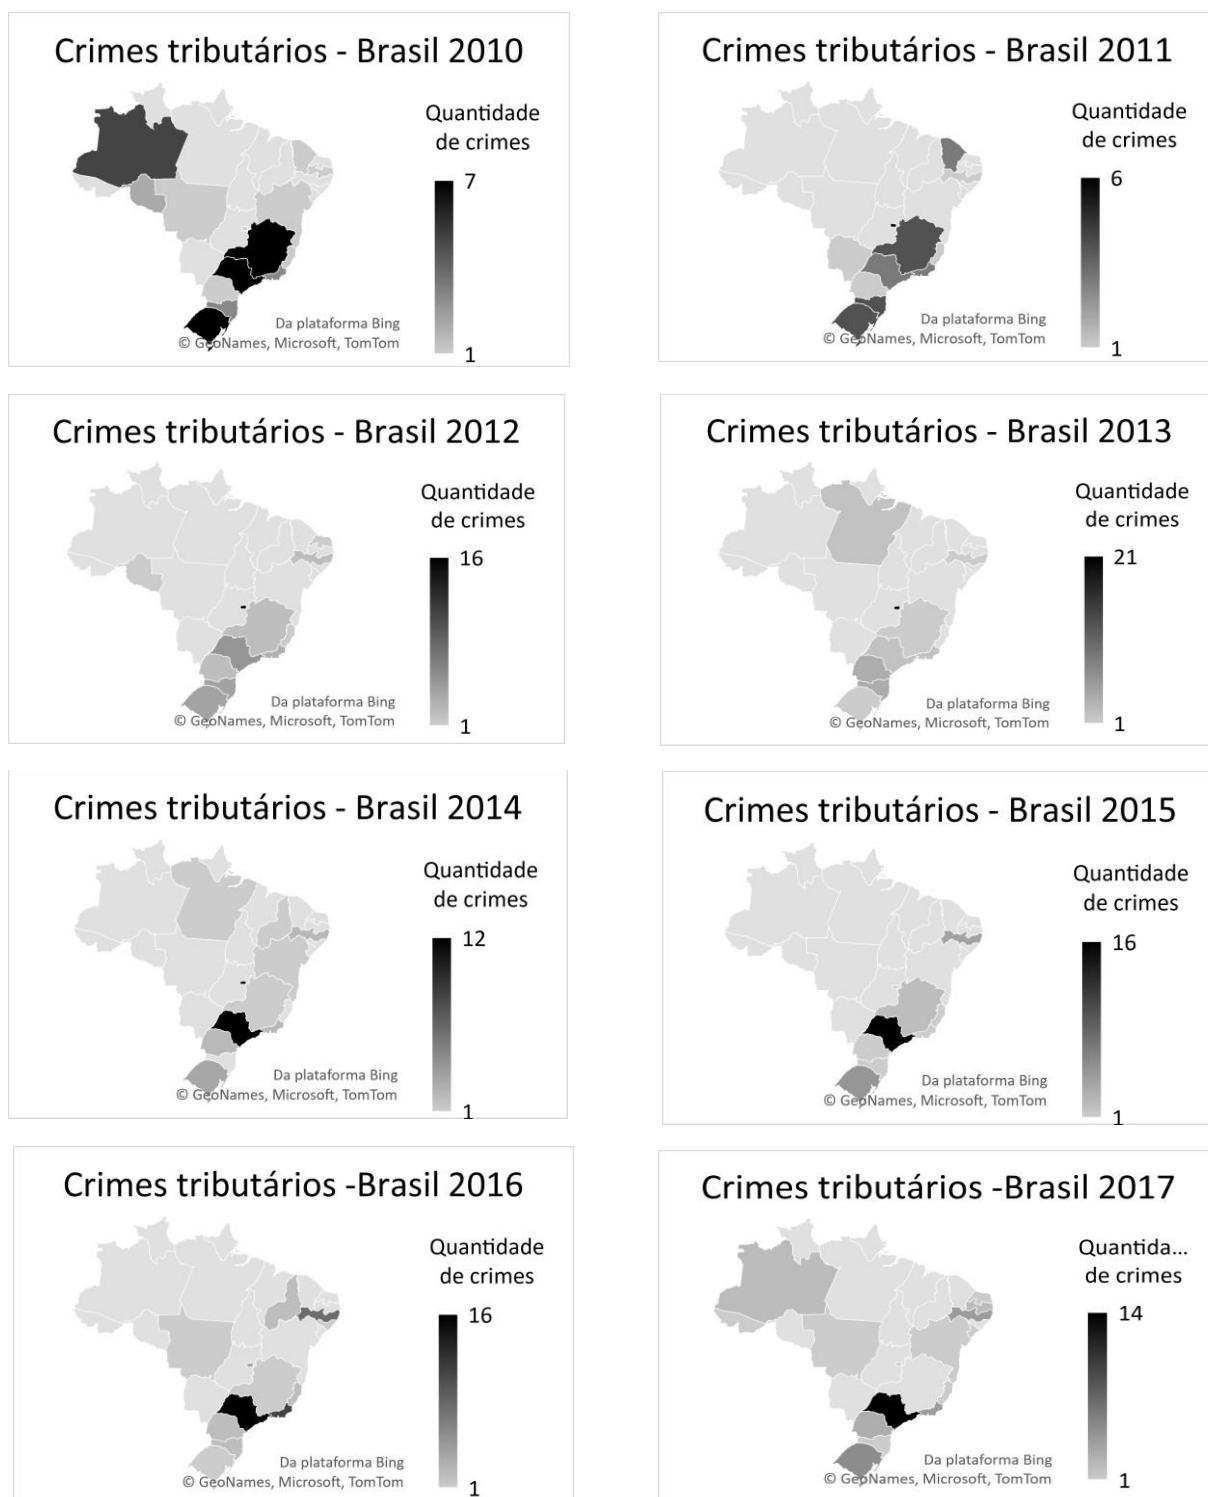 Crimes tributários - Brasil 2010
Quantidade
de crimes
7
1
Da plataforma Bing
© GeoNames, Microsoft, TomTom
Crimes tributários - Brasil 2011
Quantidade
de crimes
6
1
Da plataforma Bing
© GeoNames, Microsoft, TomTom
Crimes tributários - Brasil 2012
Quantidade
de crimes
16
1
Da plataforma Bing
© GeoNames, Microsoft, TomTom
Crimes tributários - Brasil 2013
Quantidade
de crimes
21
1
Da plataforma Bing
© GeoNames, Microsoft, TomTom
Crimes tributários - Brasil 2014
Quantidade
de crimes
12
1
Da plataforma Bing
© GeoNames, Microsoft, TomTom
Crimes tributários - Brasil 2015
Quantidade
de crimes
16
1
Da plataforma Bing
© GeoNames, Microsoft, TomTom
Crimes tributários -Brasil 2016
Quantidade
de crimes
16
1
Da plataforma Bing
© GeoNames, Microsoft, TomTom
Crimes tributários -Brasil 2017
Quantida...
de crimes
14
1
Da plataforma Bing
© GeoNames, Microsoft, TomTom